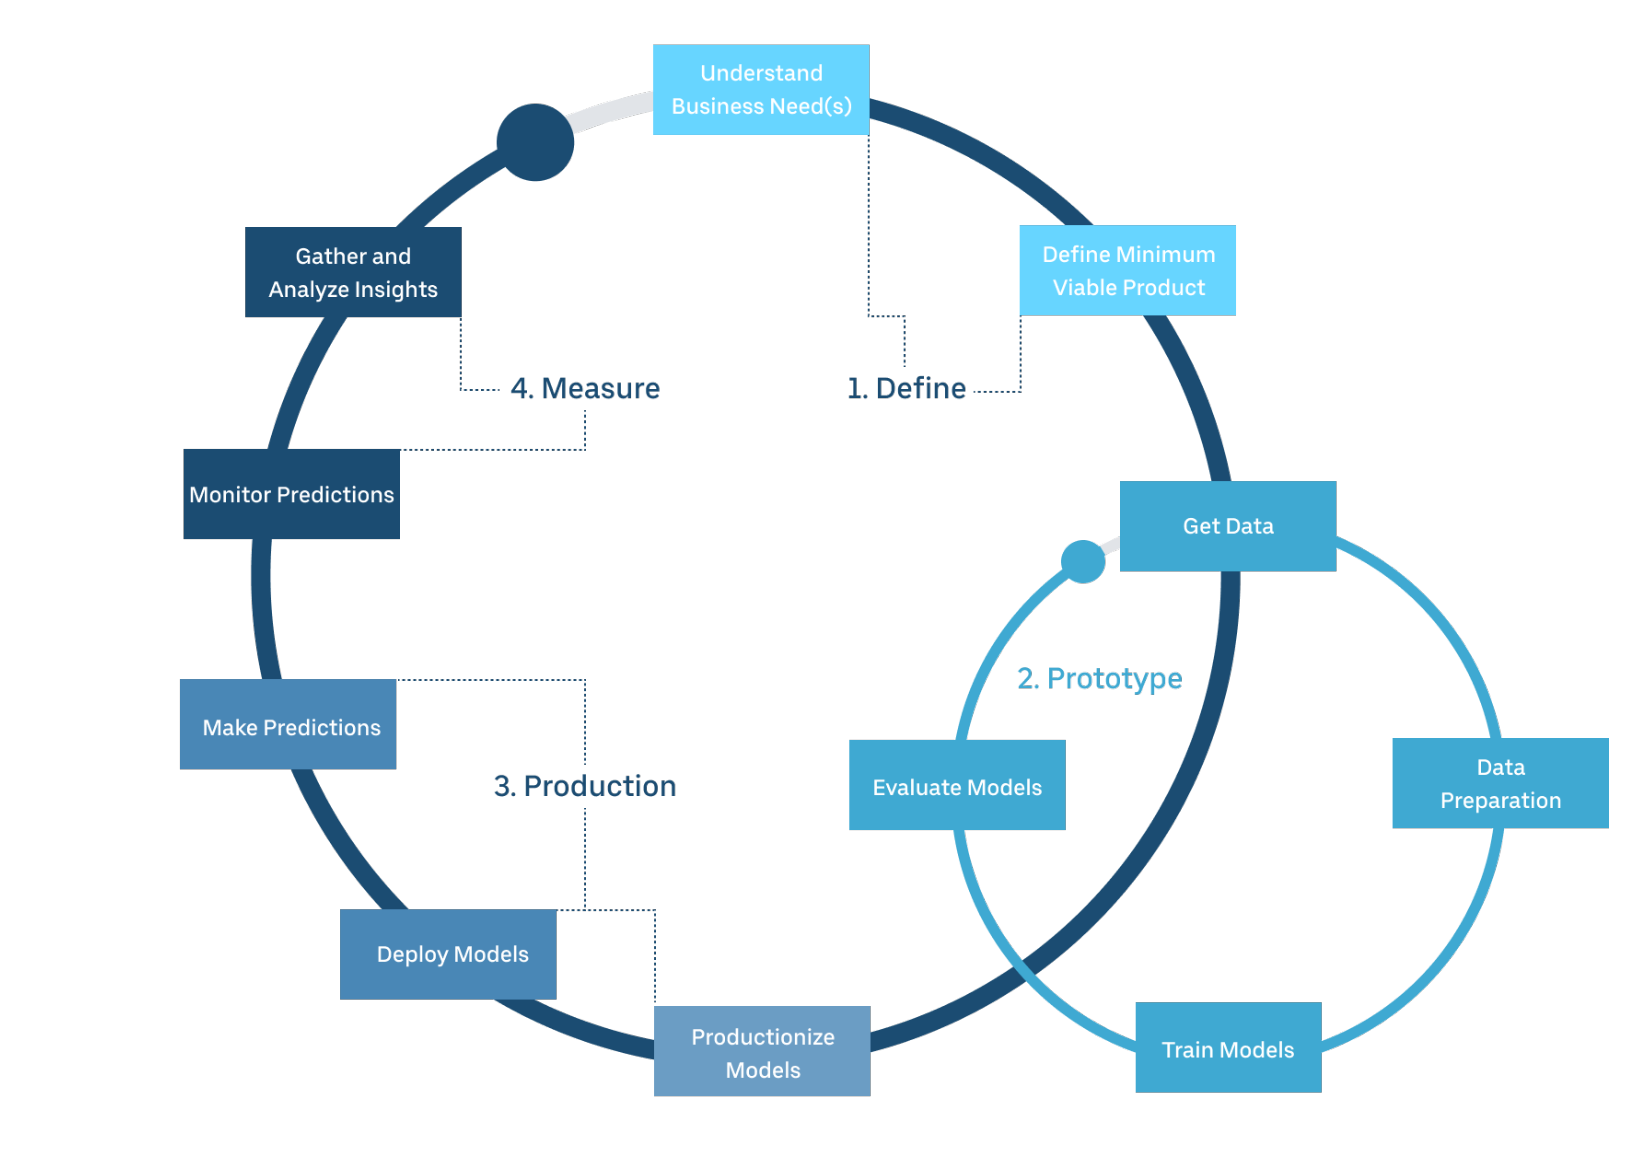 Understand
Business Need(s)
Define Minimum
Viable Product
Gather and
Analyze Insights
4. Measure
1. Define
Monitor Predictions
Get Data
2. Prototype
Make Predictions
3. Production
Evaluate Models
Data
Preparation
Deploy Models
Productionize
Models
Train Models